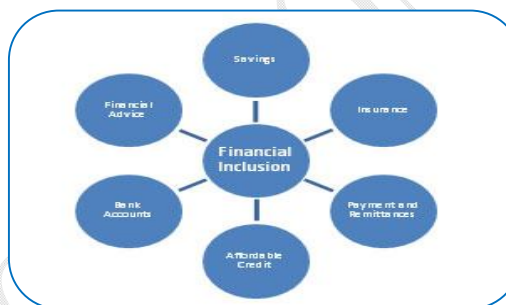 Savings
Insurance
Payment and
Remittances
Affordable
Credit
Bank
Accounts
Financial
Advice
Financial
Inclusion